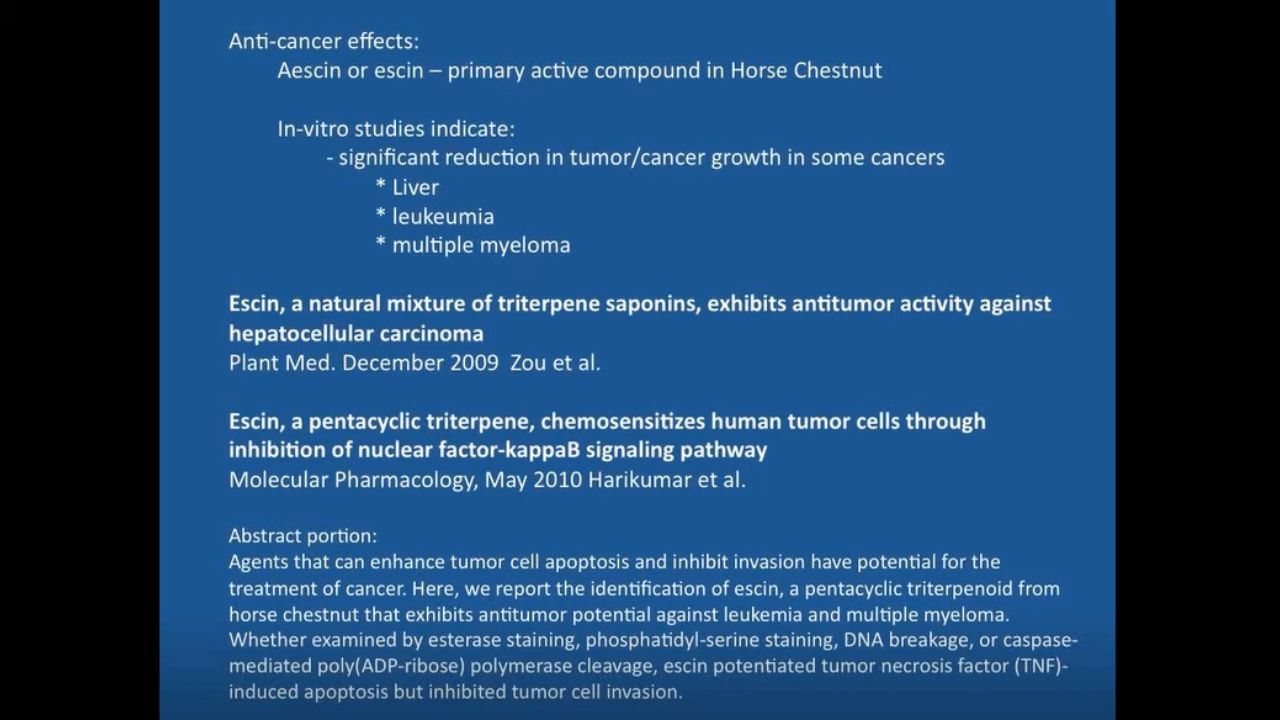 Anti-cancer effects:
Aescin or escin – primary active compound in Horse Chestnut
In-vitro studies indicate:
- significant reduction in tumor/cancer growth in some cancers
* Liver
* leukeumia
* multiple myeloma
Escin, a natural mixture of triterpene saponins, exhibits antitumor activity against
hepatocellular carcinoma
Plant Med. December 2009 Zou et al.
Escin, a pentacyclic triterpene, chemosensitizes human tumor cells through
inhibition of nuclear factor-kappaB signaling pathway
Molecular Pharmacology, May 2010 Harikumar et al.
Abstract portion:
Agents that can enhance tumor cell apoptosis and inhibit invasion have potential for the
treatment of cancer. Here, we report the identification of escin, a pentacyclic triterpenoid from
horse chestnut that exhibits antitumor potential against leukemia and multiple myeloma.
Whether examined by esterase staining, phosphatidyl-serine staining, DNA breakage, or caspase-
mediated poly(ADP-ribose) polymerase cleavage, escin potentiated tumor necrosis factor (TNF)-
induced apoptosis but inhibited tumor cell invasion.